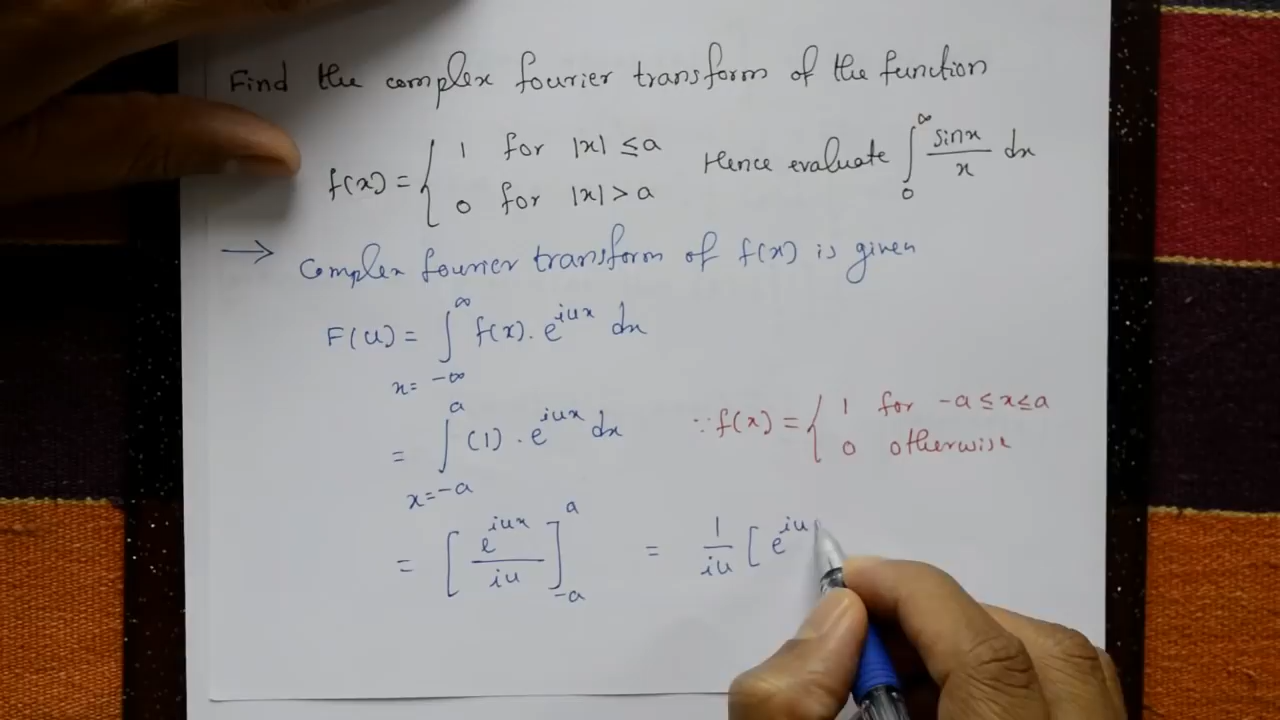 Find the complex fourier transform of the function
f(x) = { 1 for |x| ≤ a
0 for |x| > a
Hence evaluate ∫₀^∞ sinx/x dx
→ Complex fourier transform of f(x) is given
F(u) = ∫_{x=-∞}^{∞} f(x). e^{iux} dx
= ∫_{x=-a}^{a} (1) . e^{iux} dx
∵ f(x) = { 1 for -a ≤ x ≤ a
0 otherwise
= [ e^{iux} / iu ]_{-a}^{a} = 1/iu [ e^{iu